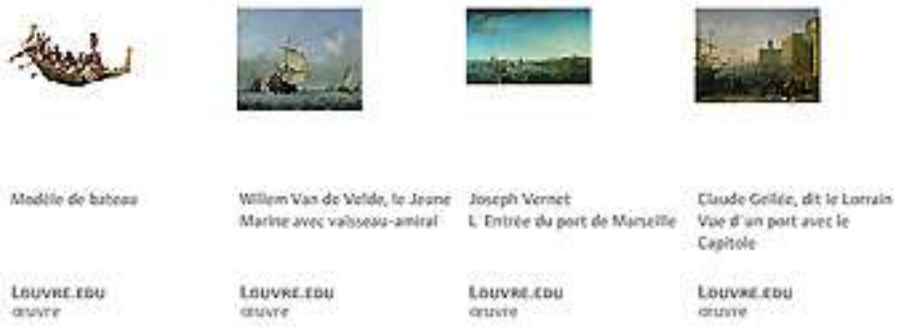 Modèle de bateau
Willem Van de Velde, le Jeune
Marine avec vaisseau-amiral
Joseph Vernet
L'Entrée du port de Marseille
Claude Gellée, dit le Lorrain
Vue d'un port avec le
Capitole
LOUVRE.EDU
œuvre
LOUVRE.EDU
œuvre
LOUVRE.EDU
œuvre
LOUVRE.EDU
œuvre